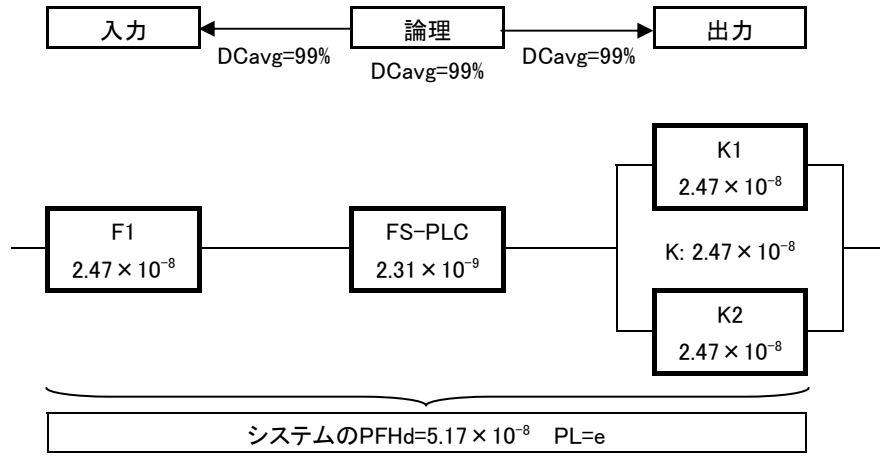 入力
論理
出力
DCavg=99%
DCavg=99%
DCavg=99%
F1
2.47×10⁻⁸
FS-PLC
2.31×10⁻⁹
K1
2.47×10⁻⁸
K: 2.47×10⁻⁸
K2
2.47×10⁻⁸
システムのPFHd=5.17×10⁻⁸ PL=e